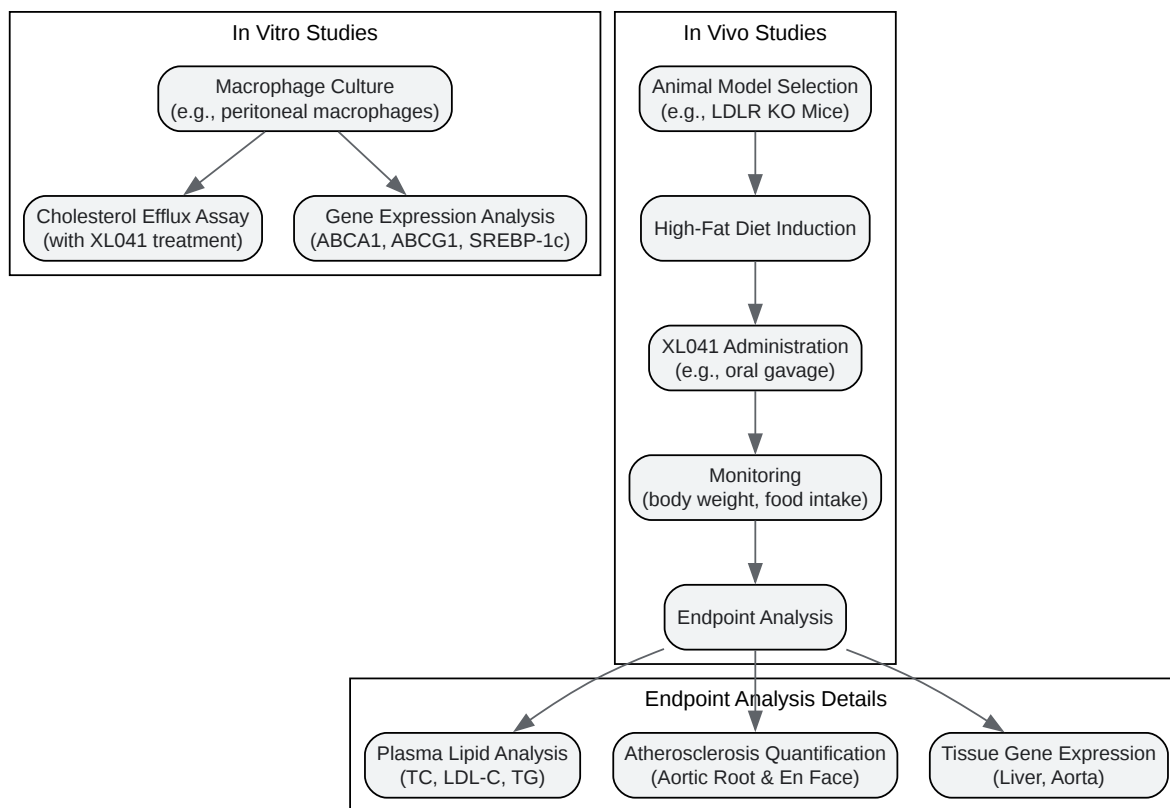 In Vitro Studies
Macrophage Culture
(e.g., peritoneal macrophages)
Cholesterol Efflux Assay
(with XL041 treatment)
Gene Expression Analysis
(ABCA1, ABCG1, SREBP-1c)
In Vivo Studies
Animal Model Selection
(e.g., LDLR KO Mice)
High-Fat Diet Induction
XL041 Administration
(e.g., oral gavage)
Monitoring
(body weight, food intake)
Endpoint Analysis
Endpoint Analysis Details
Plasma Lipid Analysis
(TC, LDL-C, TG)
Atherosclerosis Quantification
(Aortic Root & En Face)
Tissue Gene Expression
(Liver, Aorta)